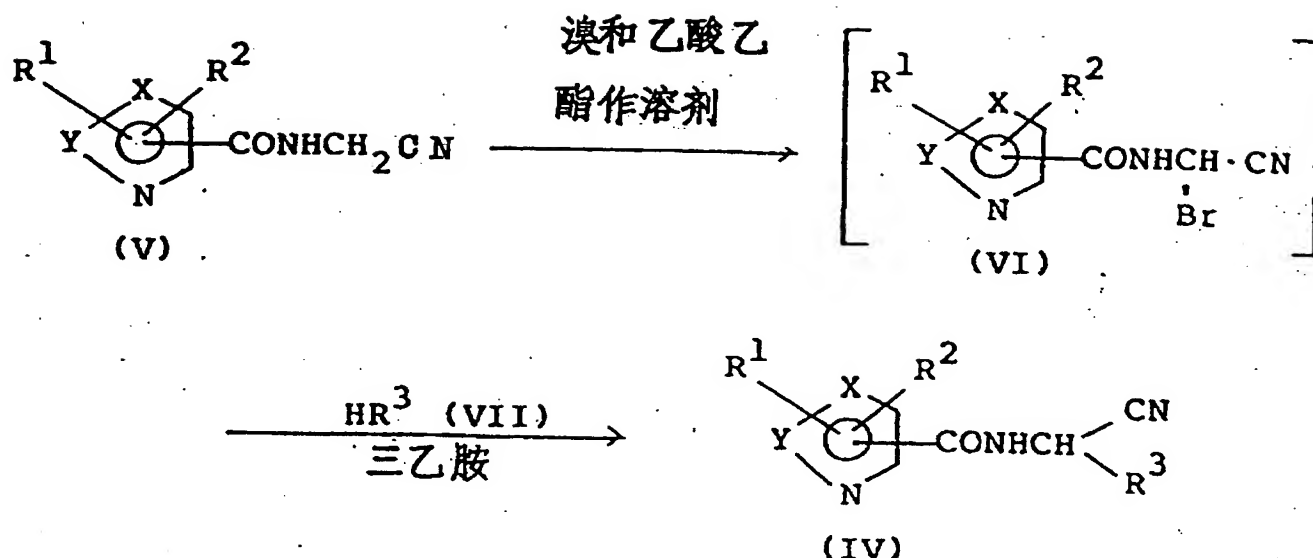 溴和乙酸乙
酯作溶剂
R1 X R2
Y CONHCH2CN
N
(V)
R1 X R2
Y CONHCH·CN
N Br
(VI)
HR3 (VII)
三乙胺
R1 X R2
Y CONHCH CN
N R3
(IV)